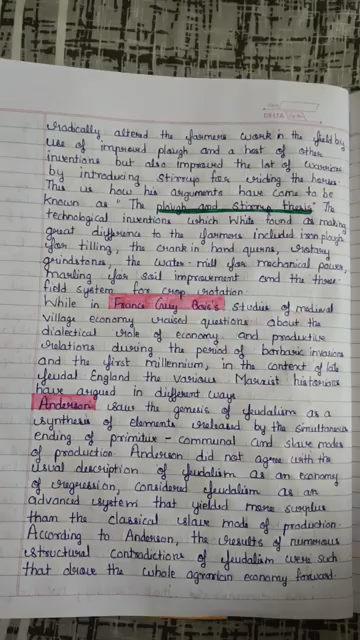 DELTA
radically altered the farmers work in the field by
use of improved plough and a host of other
inventions but also improved the lot of warriors
by introducing stirrup for riding the horses.
This is how his arguments have come to be
known as "The plough and stirrup thesis" The
technological inventions which White found as making
great difference to the farmers included iron plough
for tilling, the crank in hand querns, rotary
grindstones, the water-mill for mechanical power,
marling for soil improvement and the three
field system for crop rotation.
While in France Guy Bois's studies of medieval
village economy raised questions about the
dialectical role of economy and productive
relations during the period of barbaric invasions
and the first millennium, in the context of late
feudal England the various Marxist historians
have argued in different ways.
Anderson saw the genesis of feudalism as a
synthesis of elements released by the simultaneous
ending of primitive-communal and slave modes
of production. Anderson did not agree with the
usual description of feudalism as an economy
of regression, considered feudalism as an
advanced system that yielded more surplus
than the classical slave mode of production.
According to Anderson, the results of numerous
structural contradictions of feudalism were such
that drove the whole agrarian economy forward